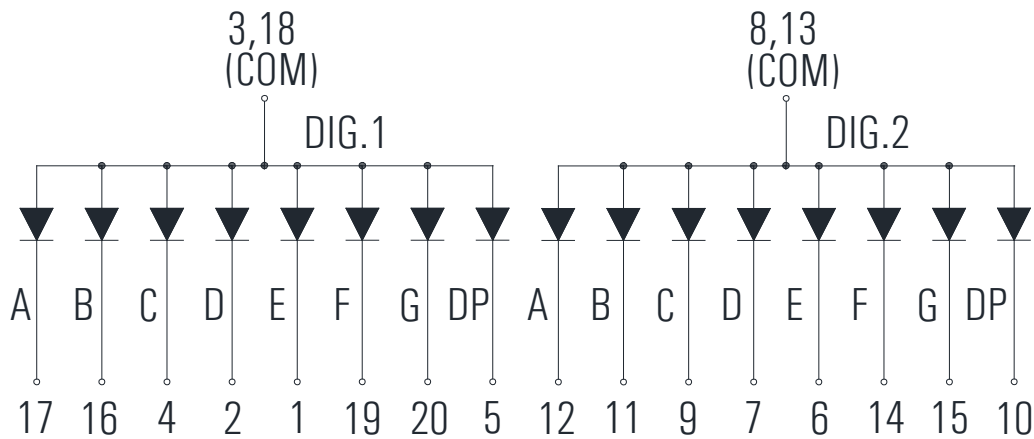 3,18 8,13
(COM) (COM)
DIG.1 DIG.2
A B C D E F G DP A B C D E F G DP
17 16 4 2 1 19 20 5 12 11 9 7 6 14 15 10